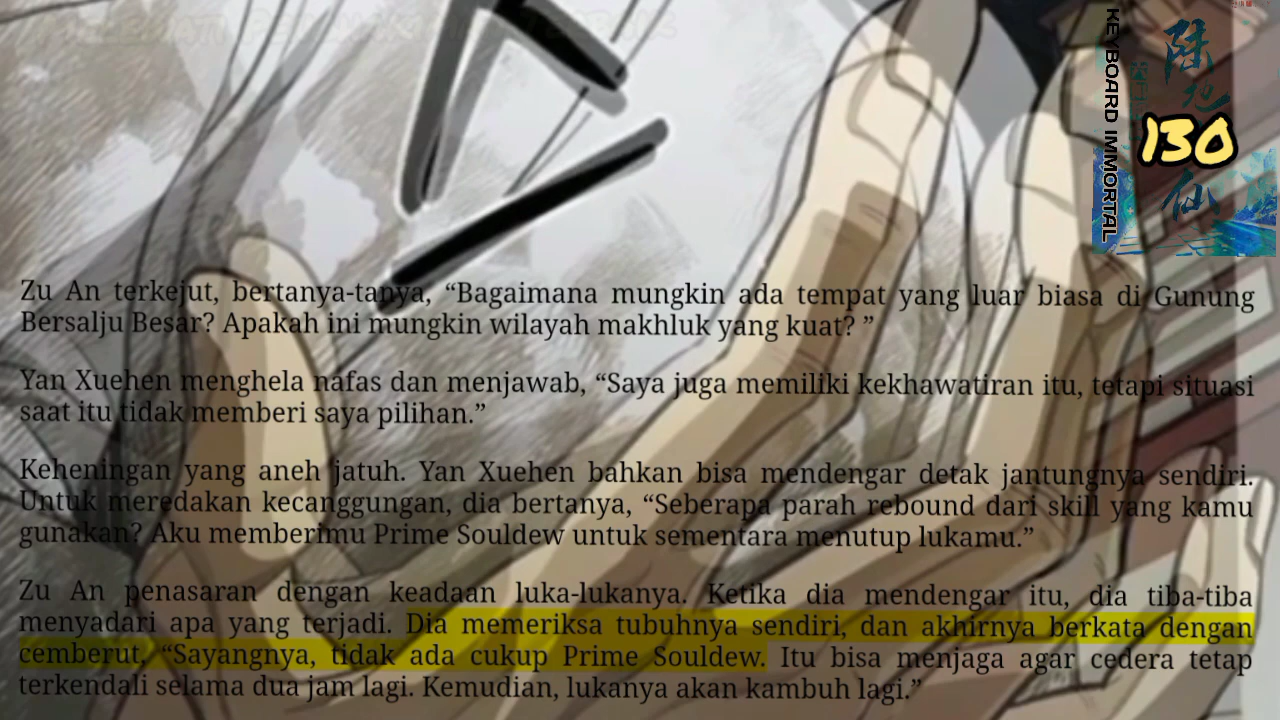 KEYBOARD IMMORTAL
130
仙
Zu An terkejut, bertanya-tanya, “Bagaimana mungkin ada tempat yang luar biasa di Gunung
Bersalju Besar? Apakah ini mungkin wilayah makhluk yang kuat? ”
Yan Xuehen menghela nafas dan menjawab, “Saya juga memiliki kekhawatiran itu, tetapi situasi
saat itu tidak memberi saya pilihan.”
Keheningan yang aneh jatuh. Yan Xuehen bahkan bisa mendengar detak jantungnya sendiri.
Untuk meredakan kecanggungan, dia bertanya, “Seberapa parah rebound dari skill yang kamu
gunakan? Aku memberimu Prime Souldew untuk sementara menutup lukamu.”
Zu An penasaran dengan keadaan luka-lukanya. Ketika dia mendengar itu, dia tiba-tiba
menyadari apa yang terjadi. Dia memeriksa tubuhnya sendiri, dan akhirnya berkata dengan
cemberut, “Sayangnya, tidak ada cukup Prime Souldew. Itu bisa menjaga agar cedera tetap
terkendali selama dua jam lagi. Kemudian, lukanya akan kambuh lagi.”